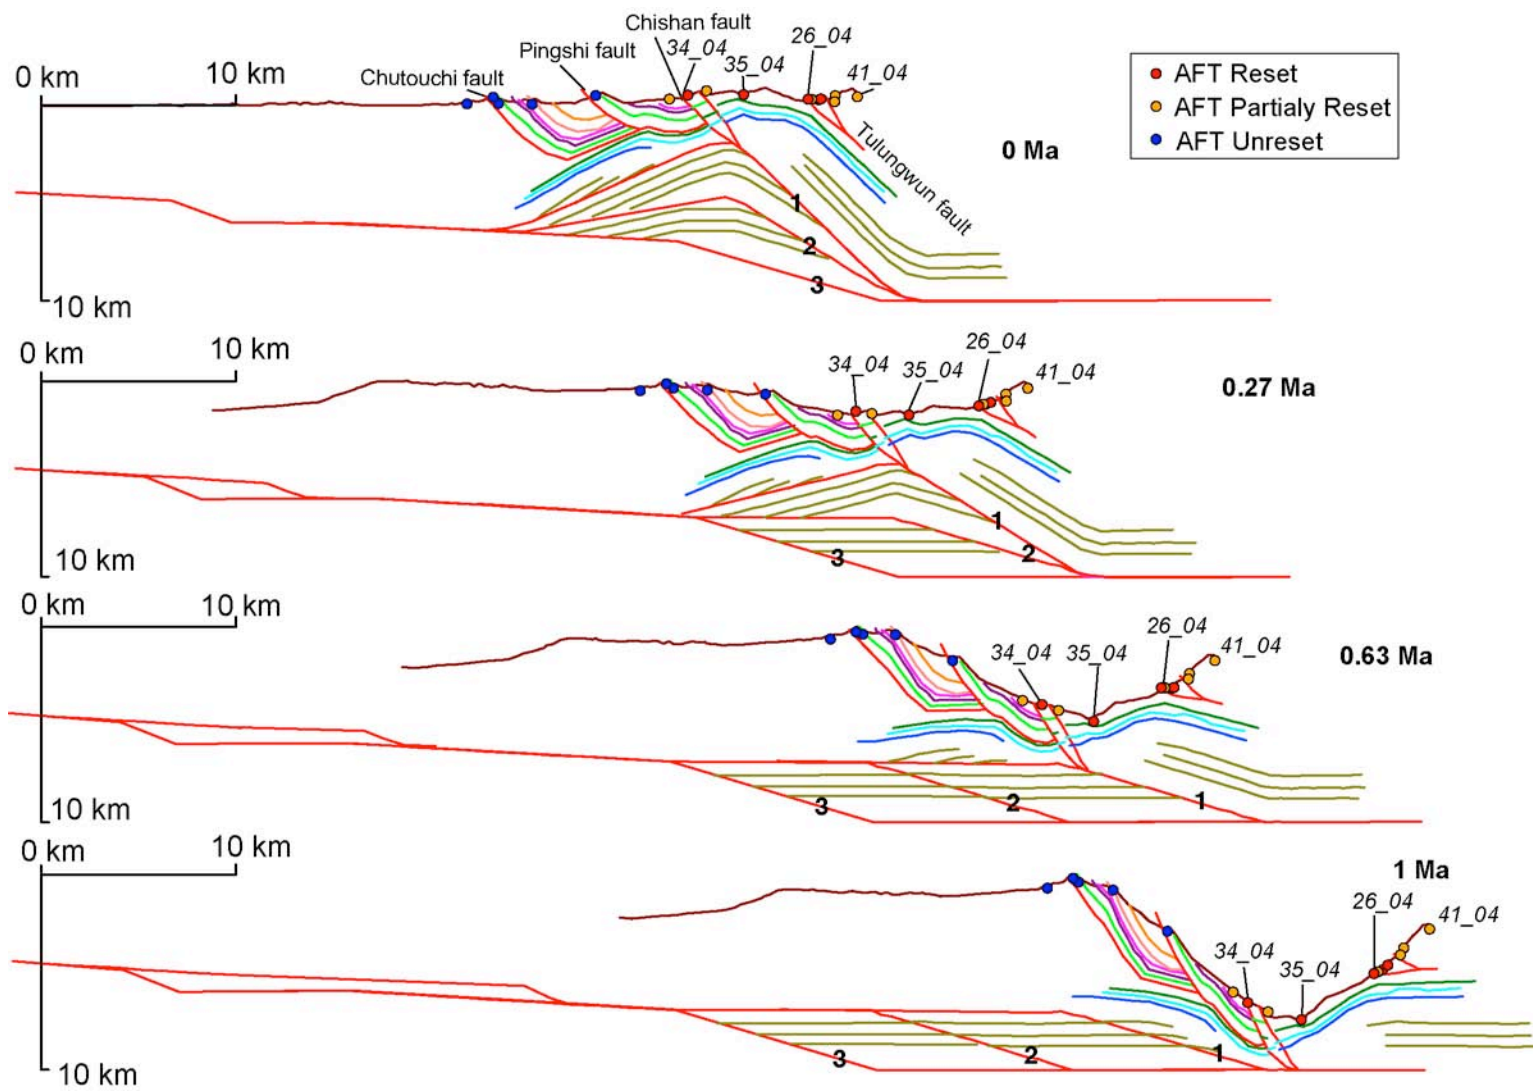 Chishan fault
34_04
26_04
Pingshi fault
35_04
41_04
0 km
10 km
Chutouchi fault
AFT Reset
AFT Partialy Reset
AFT Unreset
0 Ma
Tulungwun fault
1
2
3
10 km
0 km
10 km
34_04
35_04
26_04
41_04
0.27 Ma
1
2
3
10 km
0 km
10 km
34_04
35_04
26_04
41_04
0.63 Ma
3
2
1
10 km
0 km
10 km
1 Ma
26_04
41_04
34_04
35_04
3
2
1
10 km